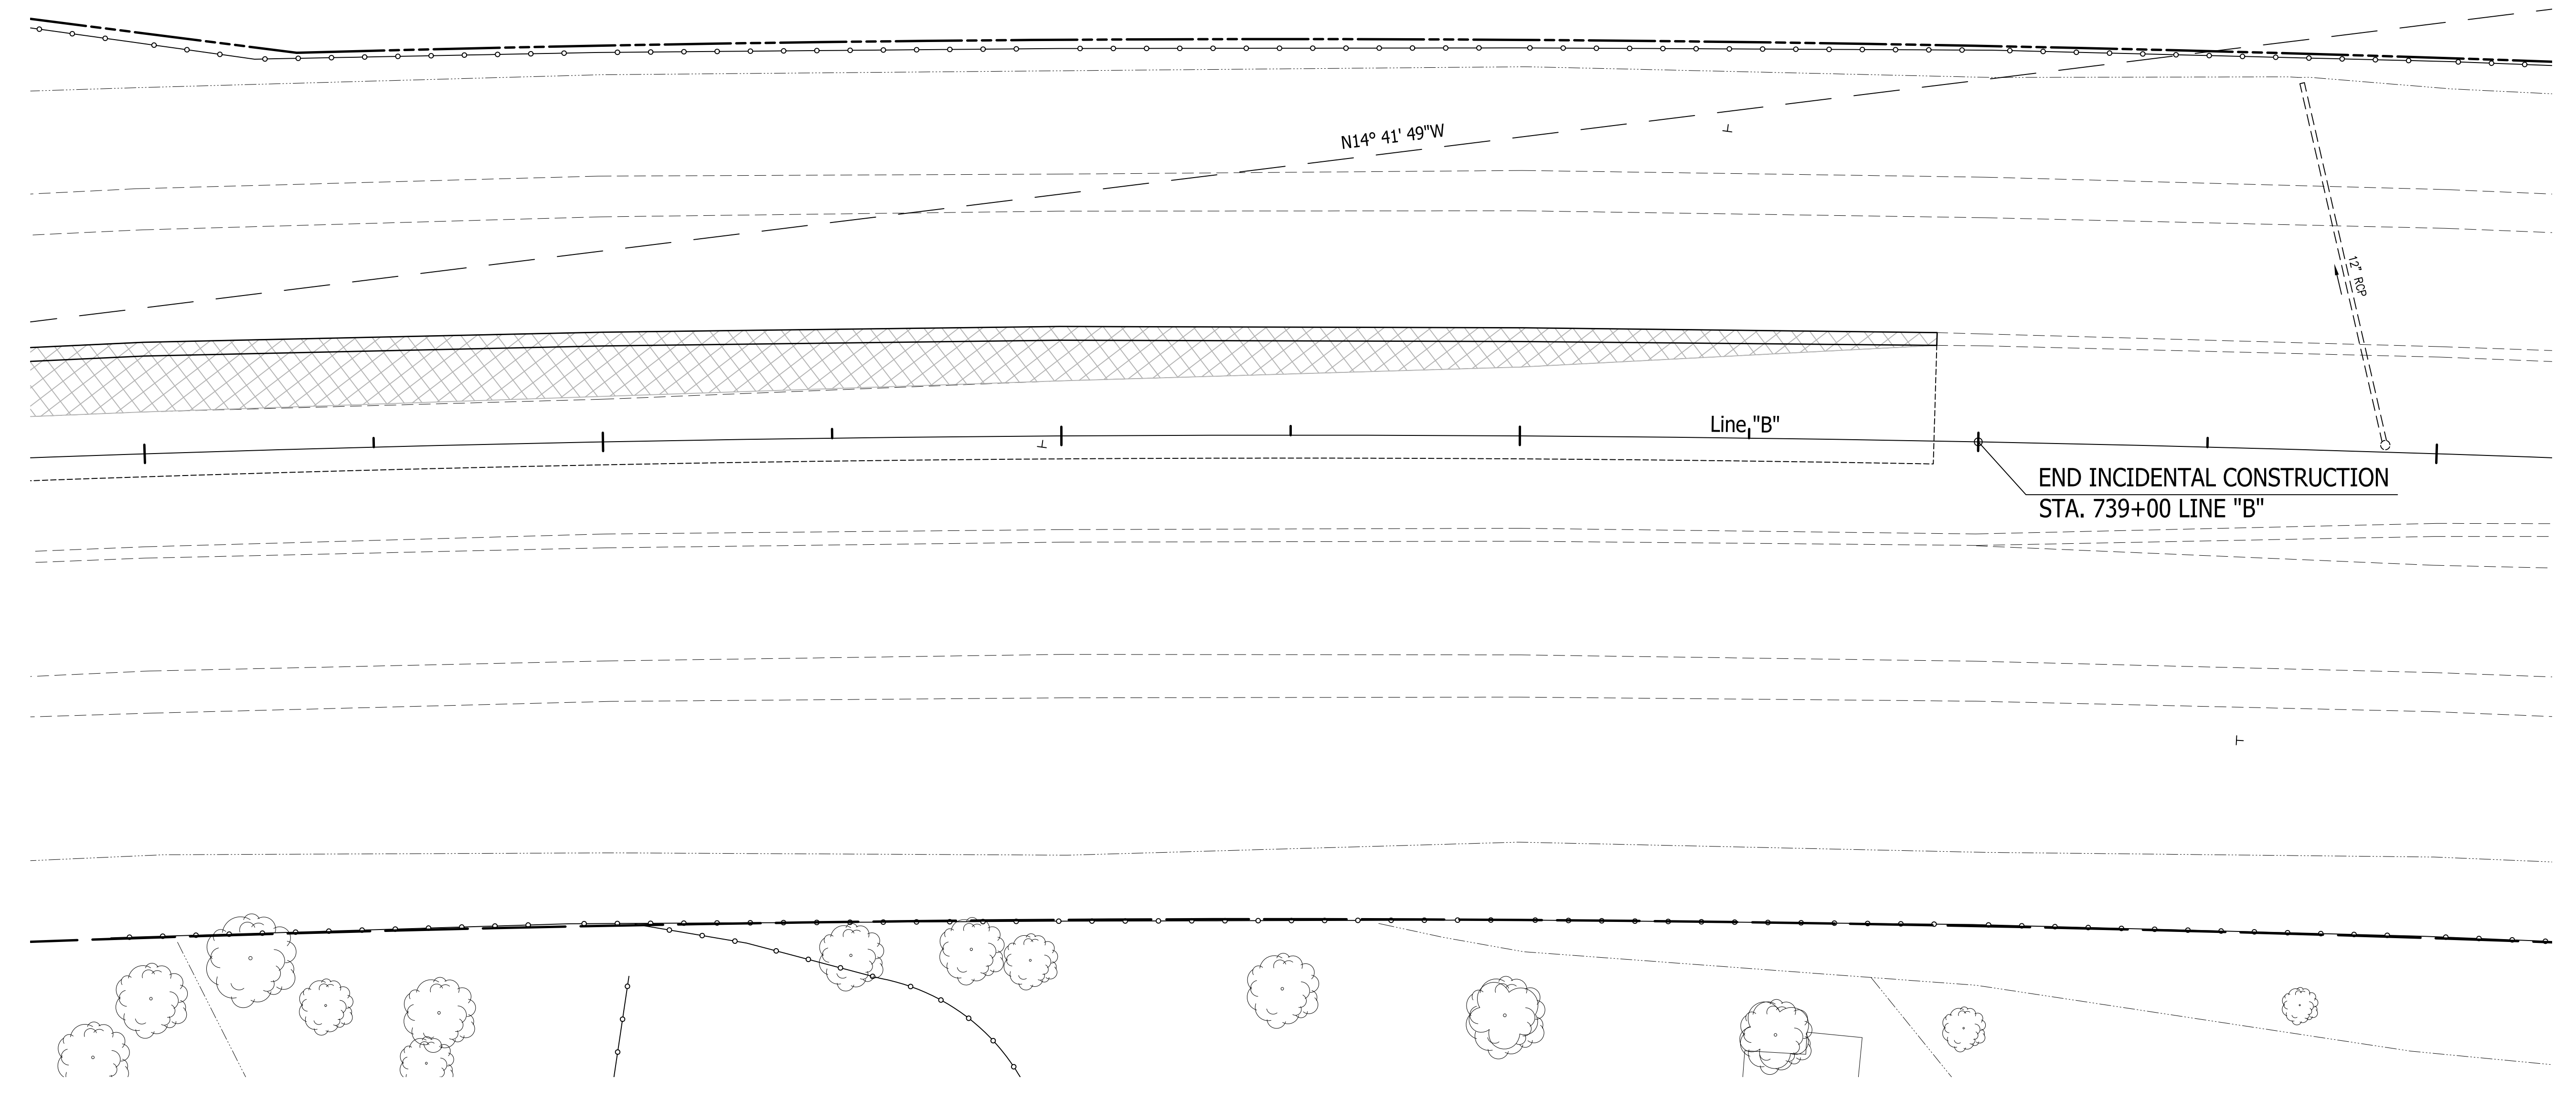 N14° 41' 49"W
12" RCP
Line "B"
END INCIDENTAL CONSTRUCTION
STA. 739+00 LINE "B"